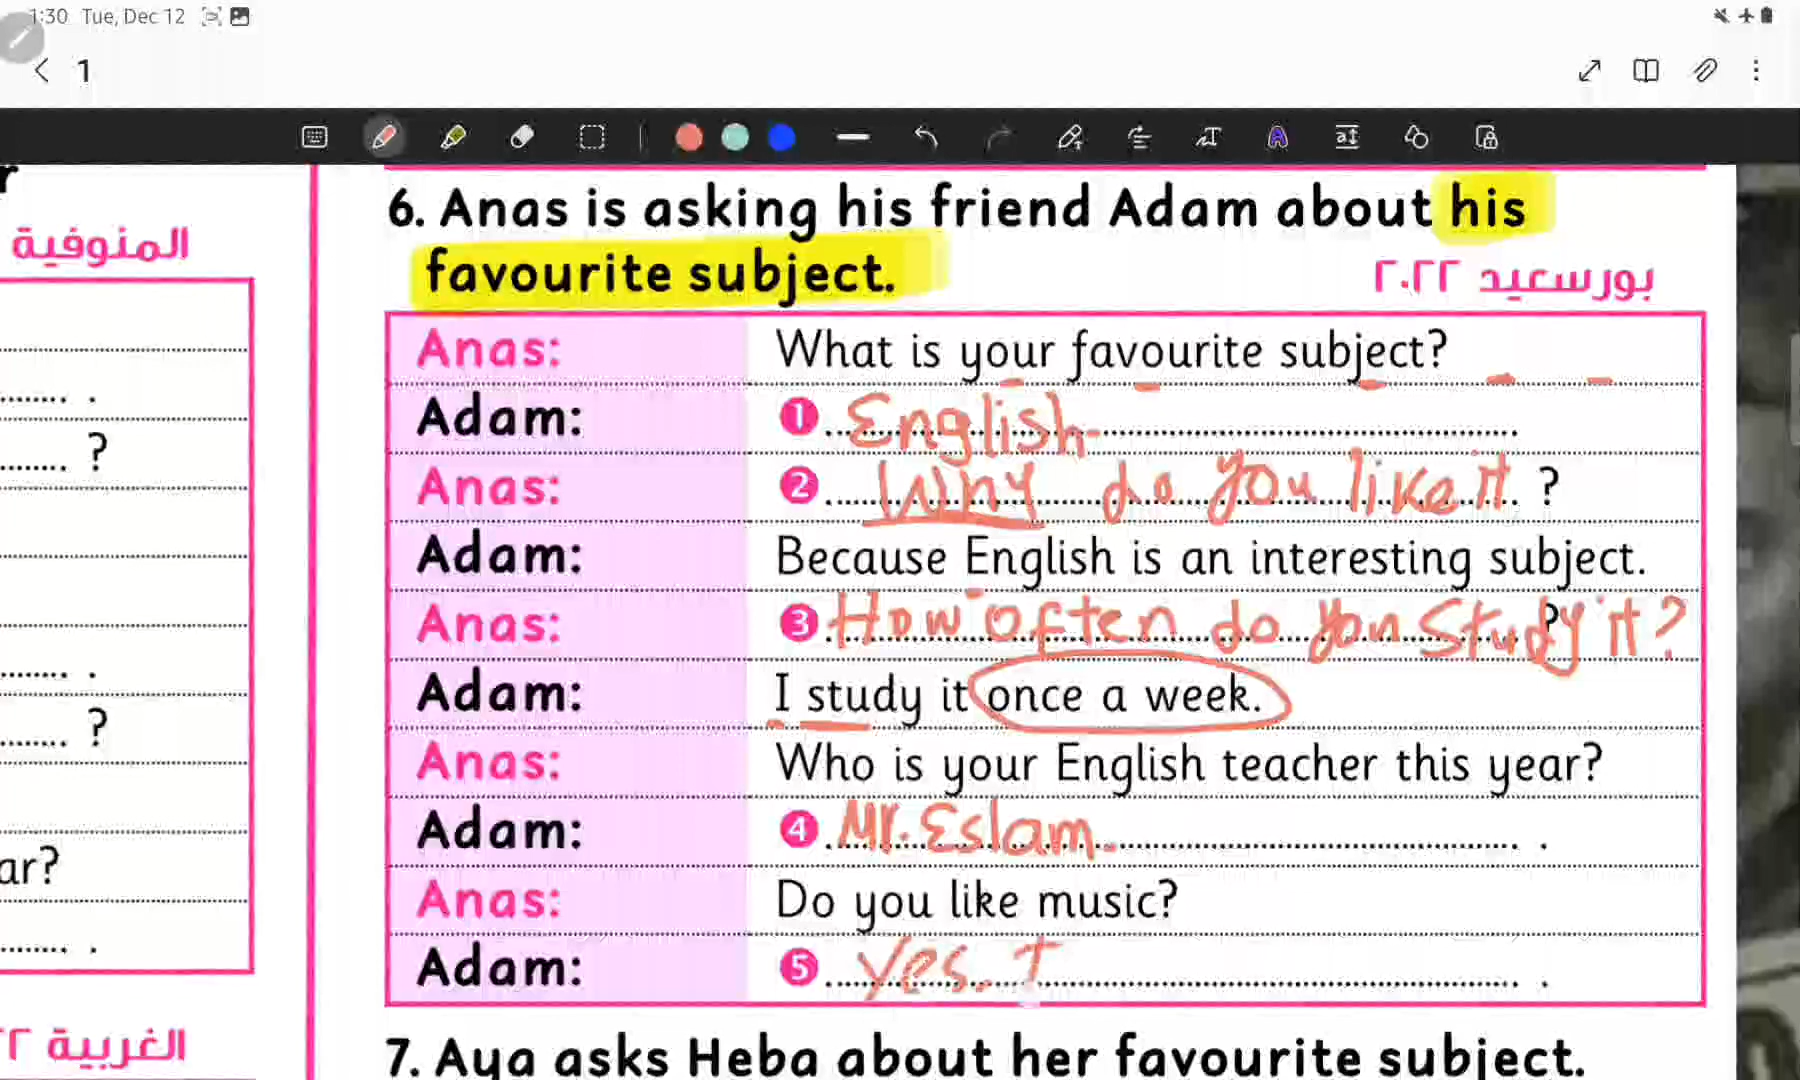 1:30 Tue, Dec 12
1
r
المنوفية
?
?
ar?
الغربية
6. Anas is asking his friend Adam about his
favourite subject.
بورسعيد ٢٠٢٢
Anas: What is your favourite subject?
Adam: 1 English.
Anas: 2 Why do you like it ?
Adam: Because English is an interesting subject.
Anas: 3 How often do you study it?
Adam: I study it once a week.
Anas: Who is your English teacher this year?
Adam: 4 Mr. Eslam.
Anas: Do you like music?
Adam: 5 Yes. I
7. Aya asks Heba about her favourite subject.